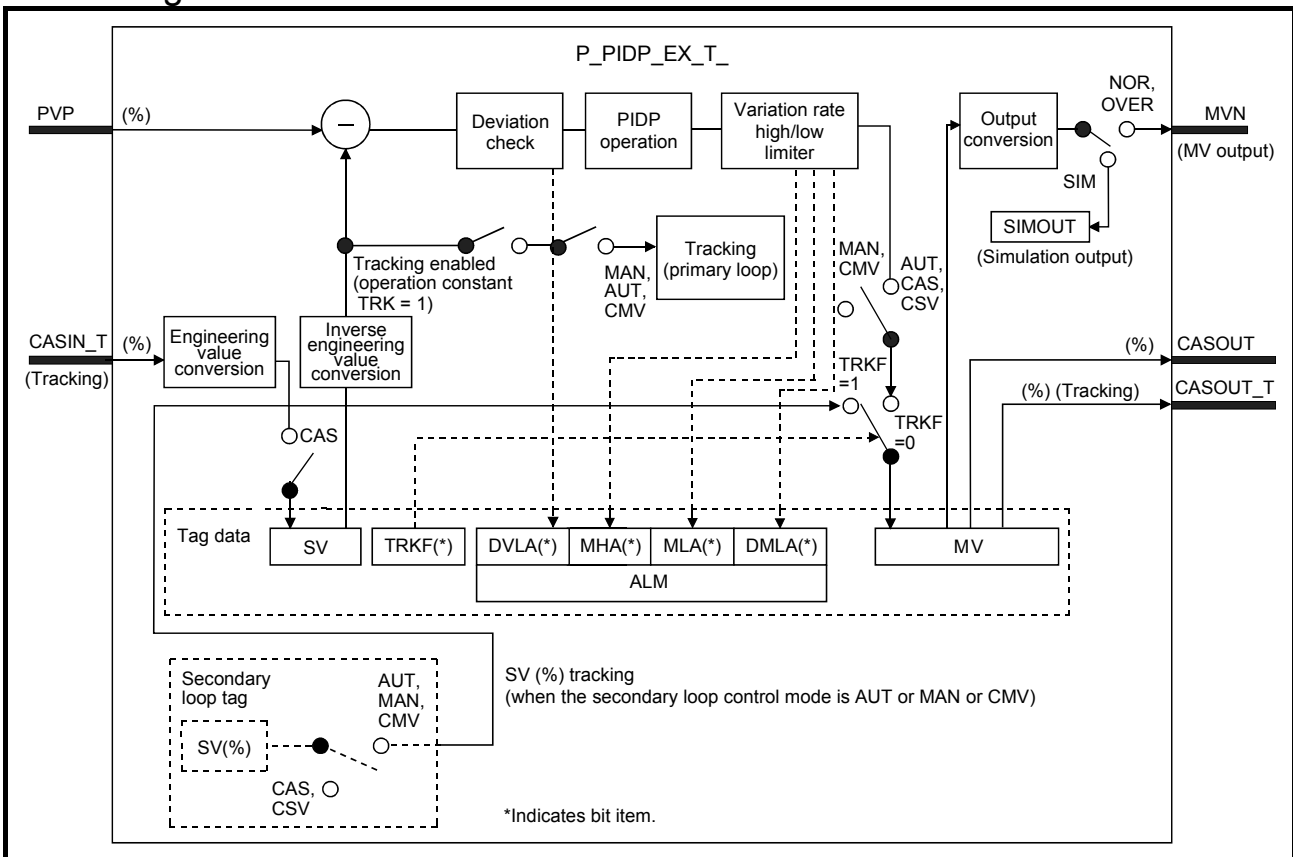 P_PIDP_EX_T_
PVP
(%)
−
Deviation
check
PIDP
operation
Variation rate
high/low
limiter
Output
conversion
NOR,
OVER
MVN
(MV output)
SIM
SIMOUT
(Simulation output)
Tracking enabled
(operation constant
TRK = 1)
MAN,
AUT,
CMV
Tracking
(primary loop)
MAN,
CMV
AUT,
CAS,
CSV
CASIN_T
(%)
(Tracking)
Engineering
value
conversion
Inverse
engineering
value
conversion
CAS
TRKF
=1
TRKF
=0
(%)
CASOUT
(%) (Tracking)
CASOUT_T
Tag data
SV
TRKF(*)
DVLA(*)
MHA(*)
MLA(*)
DMLA(*)
ALM
MV
Secondary
loop tag
SV(%)
AUT,
MAN,
CMV
CAS,
CSV
SV (%) tracking
(when the secondary loop control mode is AUT or MAN or CMV)
*Indicates bit item.